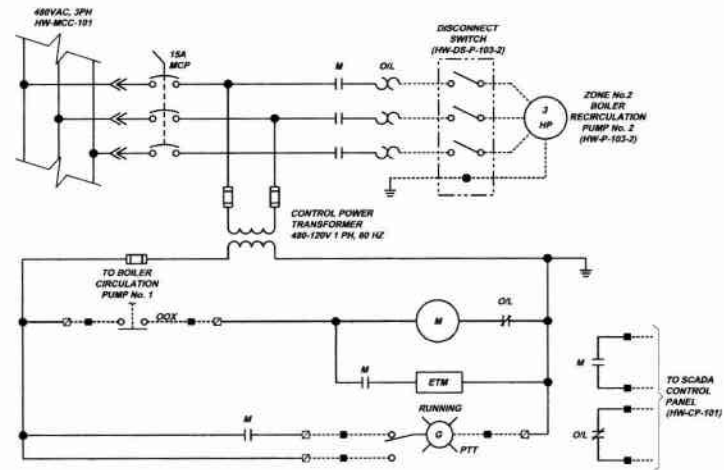 480VAC, 3PH
HW-MCC-101
15A
MCP
M
O/L
DISCONNECT
SWITCH
(HW-DS-P-103-2)
3
HP
ZONE No.2
BOILER
RECIRCULATION
PUMP No. 2
(HW-P-103-2)
CONTROL POWER
TRANSFORMER
480-120V 1 PH, 60 HZ
TO BOILER
CIRCULATION
PUMP No. 1
OOX
M
O/L
M
ETM
RUNNING
M
G
PTT
M
O/L
TO SCADA
CONTROL
PANEL
(HW-CP-101)